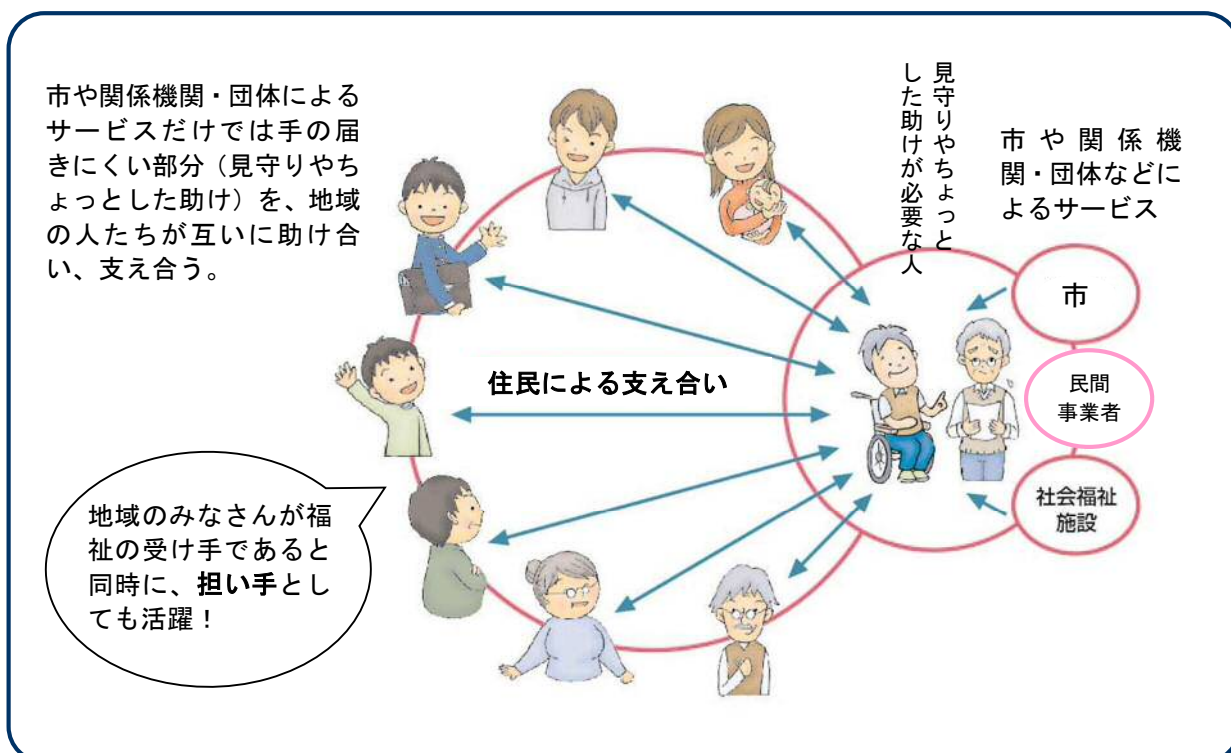 市や関係機関・団体による
サービスだけでは手の届
きにくい部分（見守りやち
ょっとした助け）を、地域
の人たちが互いに助け合
い、支え合う。
見守りやちょっと
した助けが必要な人
市や関係機
関・団体などに
よるサービス
市
民間
事業者
社会福祉
施設
住民による支え合い
地域のみなさんが福
祉の受け手であると
同時に、担い手とし
ても活躍！